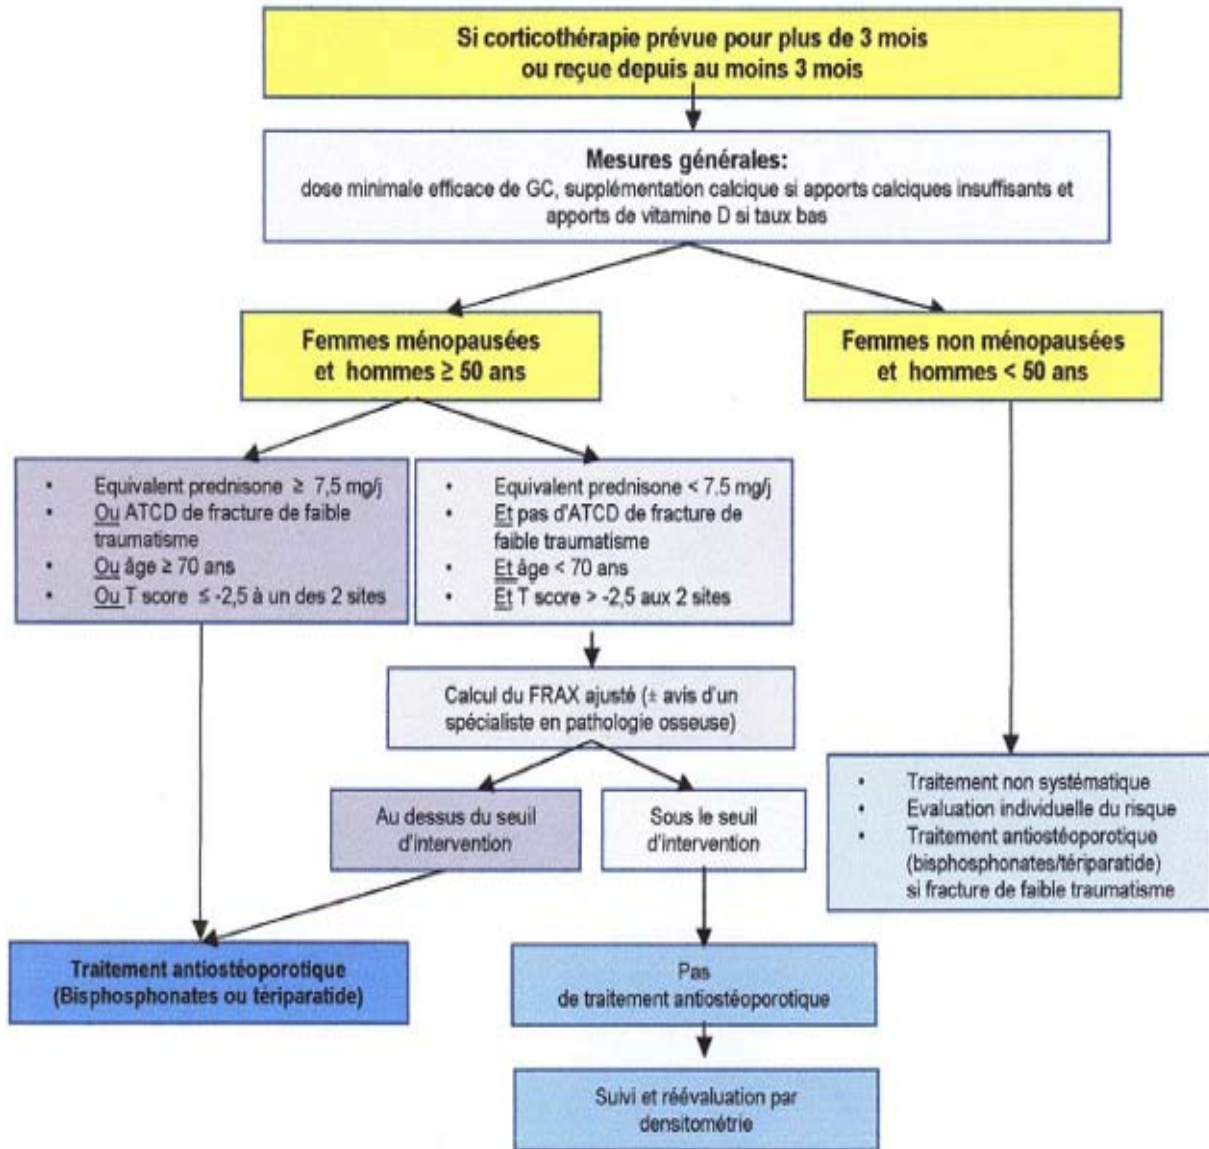 Si corticothérapie prévue pour plus de 3 mois
ou reçue depuis au moins 3 mois
Mesures générales:
dose minimale efficace de GC, supplémentation calcique si apports calciques insuffisants et
apports de vitamine D si taux bas
Femmes ménopausées
et hommes ≥ 50 ans
Femmes non ménopausées
et hommes < 50 ans
• Equivalent prednisone ≥ 7,5 mg/j
• Ou ATCD de fracture de faible
traumatisme
• Ou âge ≥ 70 ans
• Ou T score ≤ -2,5 à un des 2 sites
• Equivalent prednisone < 7.5 mg/j
• Et pas d'ATCD de fracture de
faible traumatisme
• Et âge < 70 ans
• Et T score > -2,5 aux 2 sites
Calcul du FRAX ajusté (± avis d'un
spécialiste en pathologie osseuse)
Au dessus du seuil
d'intervention
Sous le seuil
d'intervention
• Traitement non systématique
• Evaluation individuelle du risque
• Traitement antiostéoporotique
(bisphosphonates/tériparatide)
si fracture de faible traumatisme
Traitement antiostéoporotique
(Bisphosphonates ou tériparatide)
Pas
de traitement antiostéoporotique
Suivi et réévaluation par
densitométrie